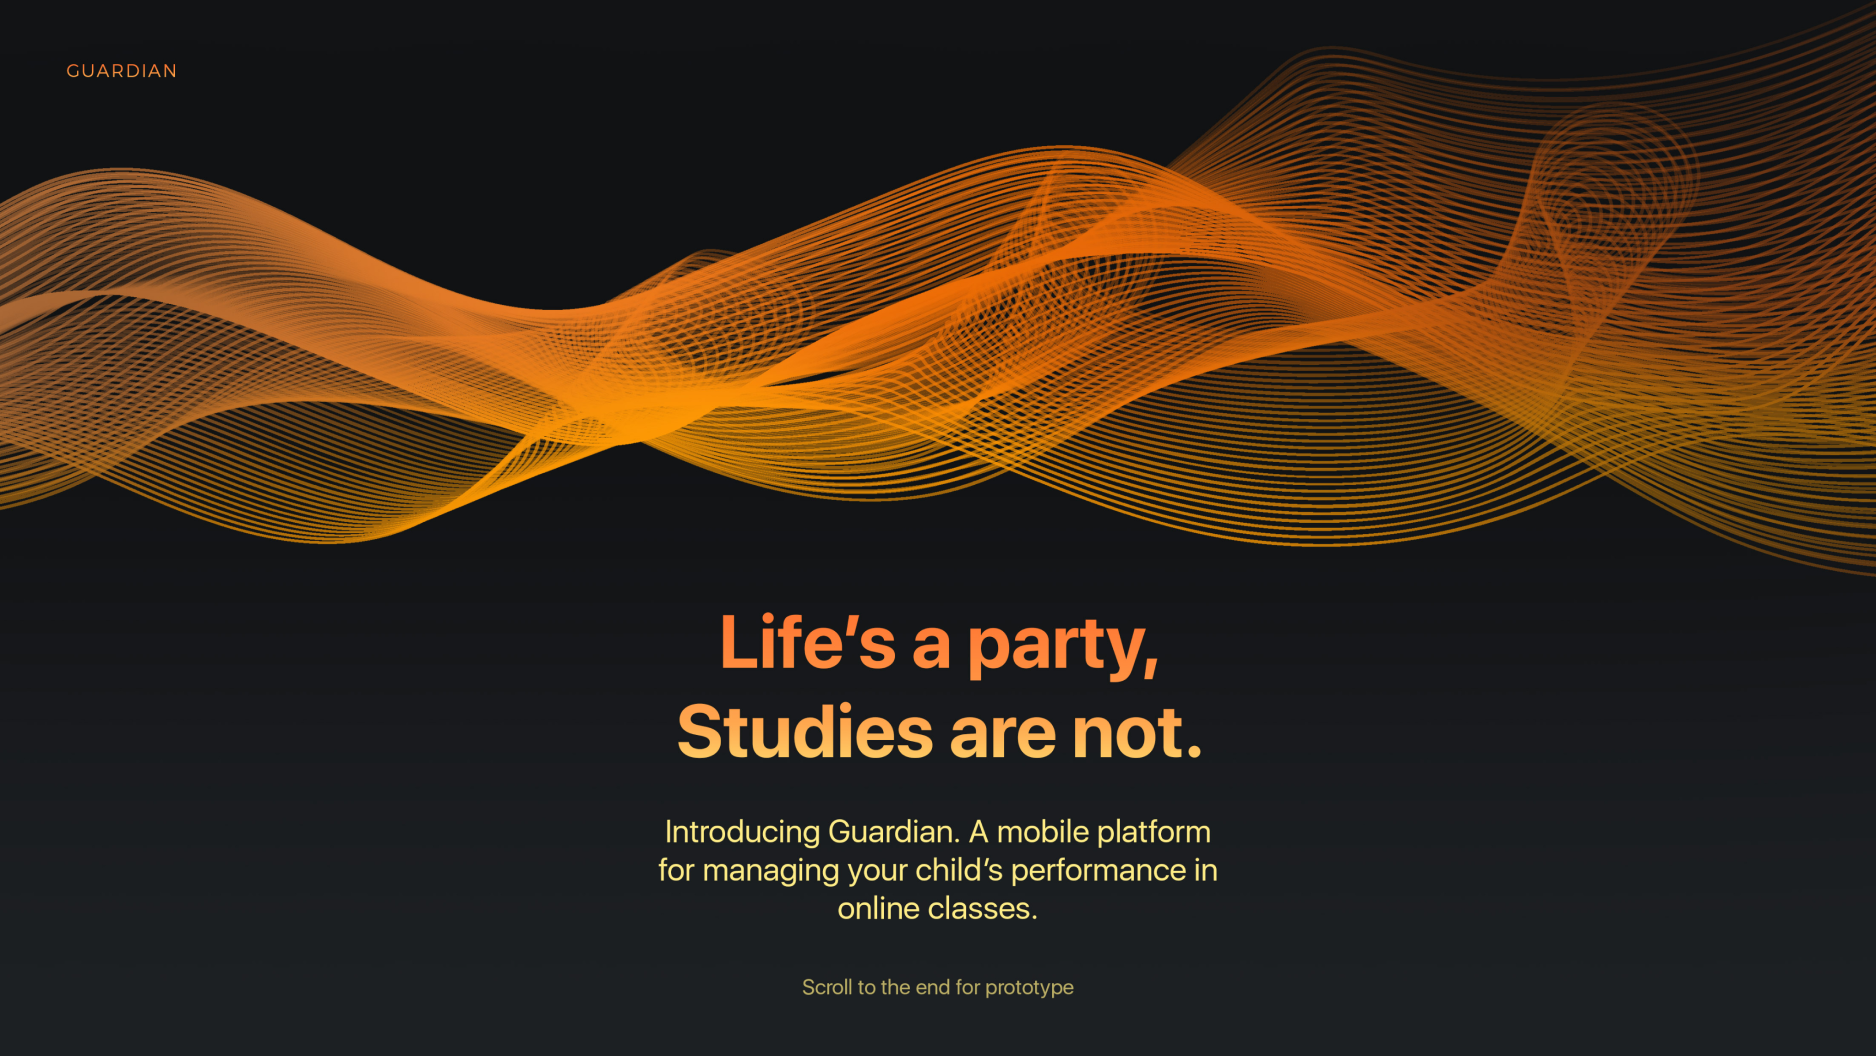 GUARDIAN
Life’s a party,
Studies are not.
Introducing Guardian. A mobile platform
for managing your child’s performance in
online classes.
Scroll to the end for prototype